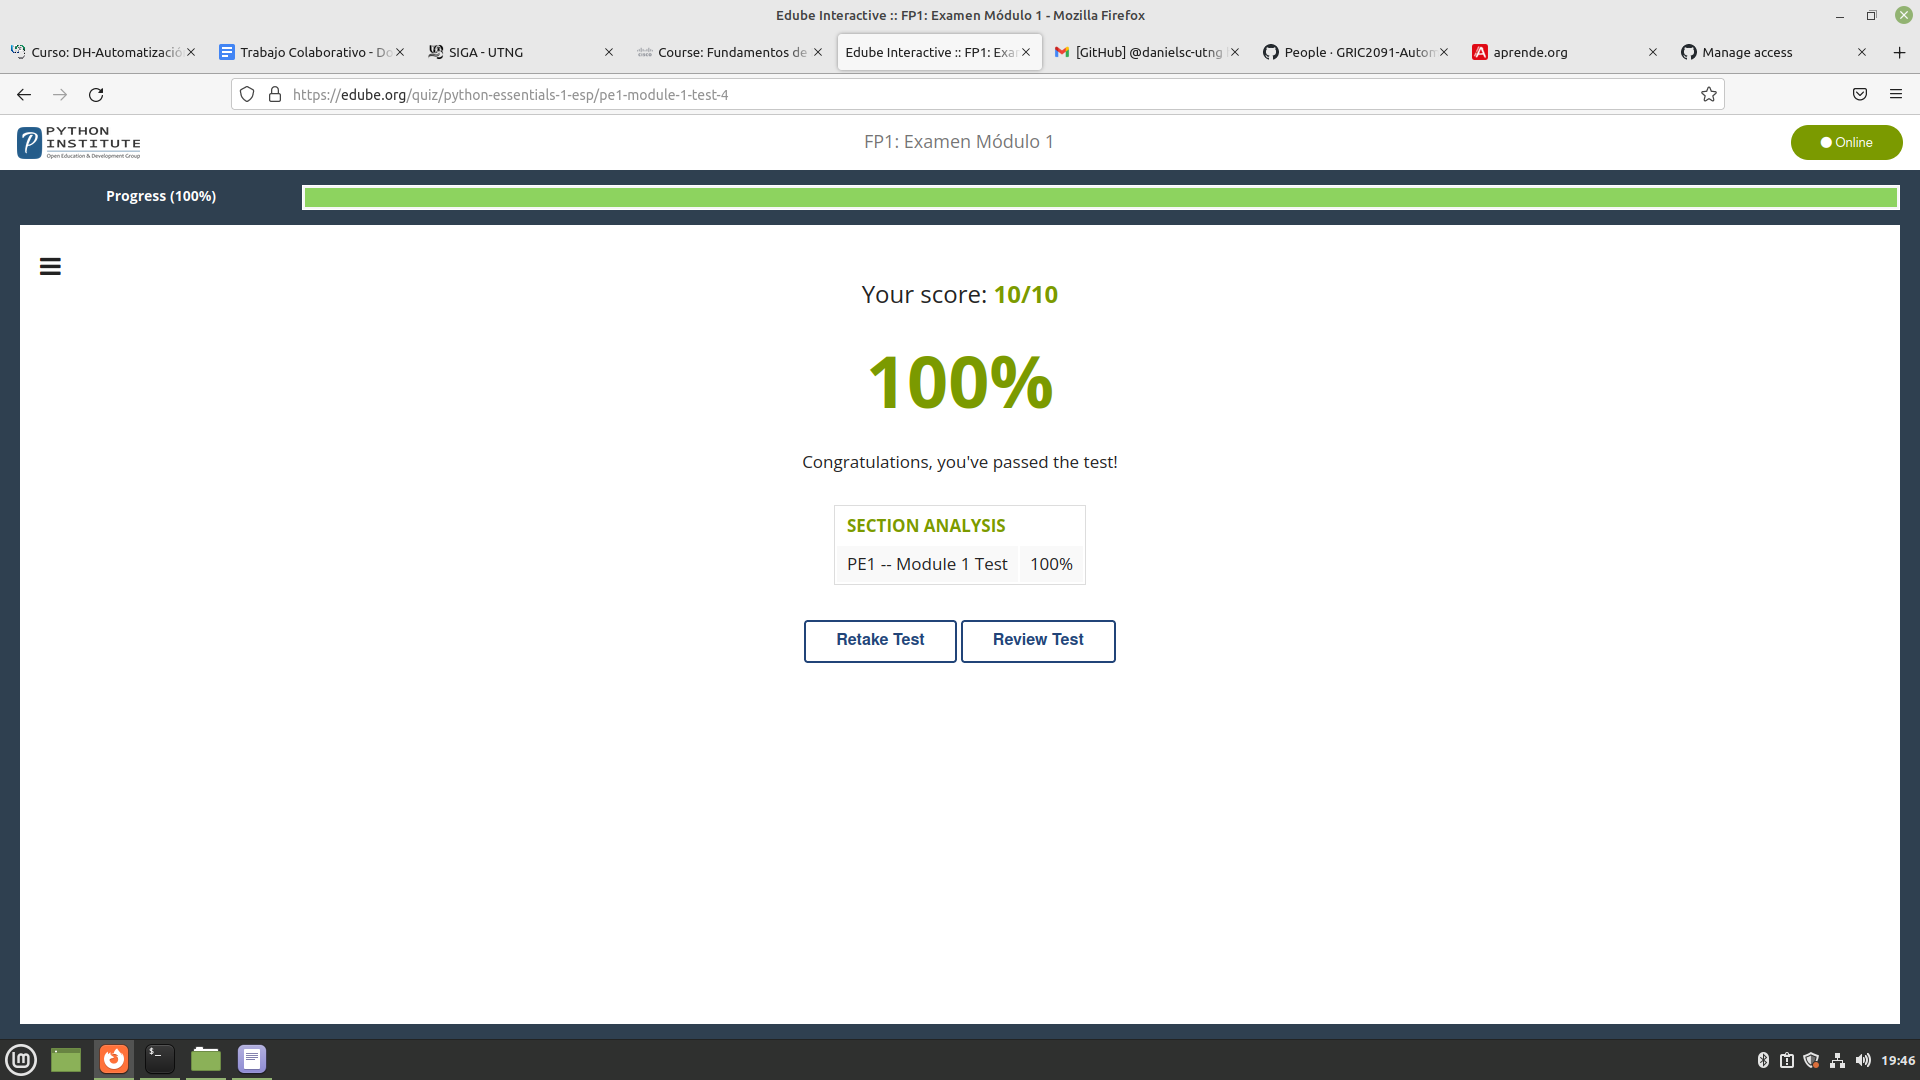 Edube Interactive :: FP1: Examen Módulo 1 - Mozilla Firefox
Curso: DH-Automatizació
Trabajo Colaborativo - Do
SIGA - UTNG
Course: Fundamentos de
Edube Interactive :: FP1: Exa
[GitHub] @danielsc-utng
People · GRIC2091-Auton
aprende.org
Manage access
https://edube.org/quiz/python-essentials-1-esp/pe1-module-1-test-4
PYTHON
INSTITUTE
Open Education & Development Group
FP1: Examen Módulo 1
Online
Progress (100%)
Your score: 10/10
100%
Congratulations, you've passed the test!
SECTION ANALYSIS
PE1 -- Module 1 Test 100%
Retake Test
Review Test
$_
lm
19:46